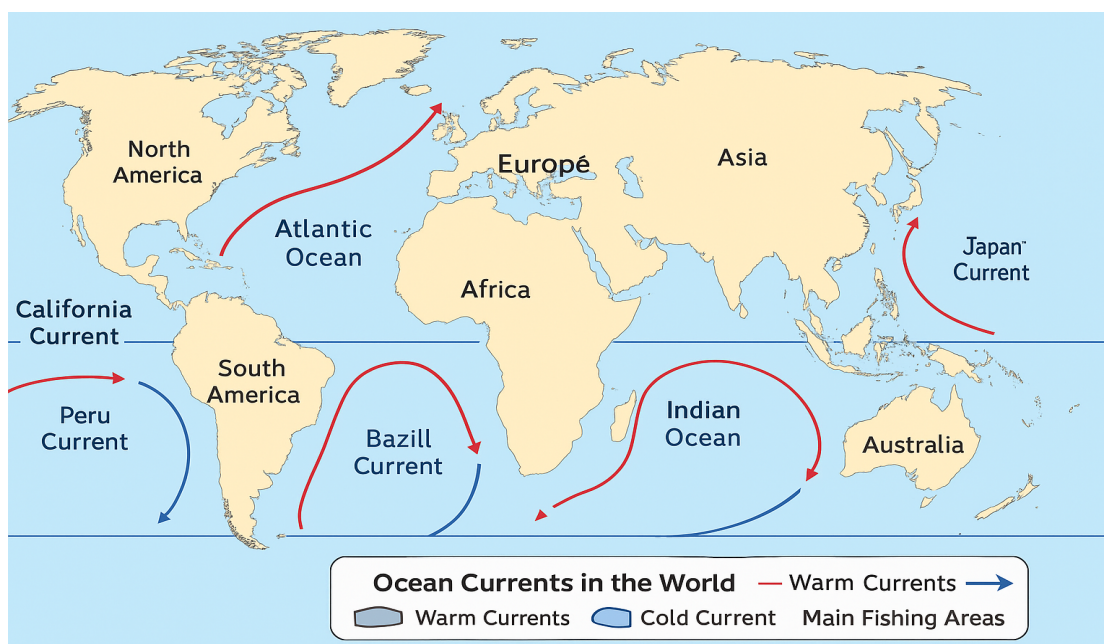 North
America
Europé
Asia
Atlantic
Ocean
Japan
Current
Africa
California
Current
South
America
Peru
Current
Bazill
Current
Indian
Ocean
Australia
Ocean Currents in the World
Warm Currents
Warm Currents
Cold Current
Main Fishing Areas